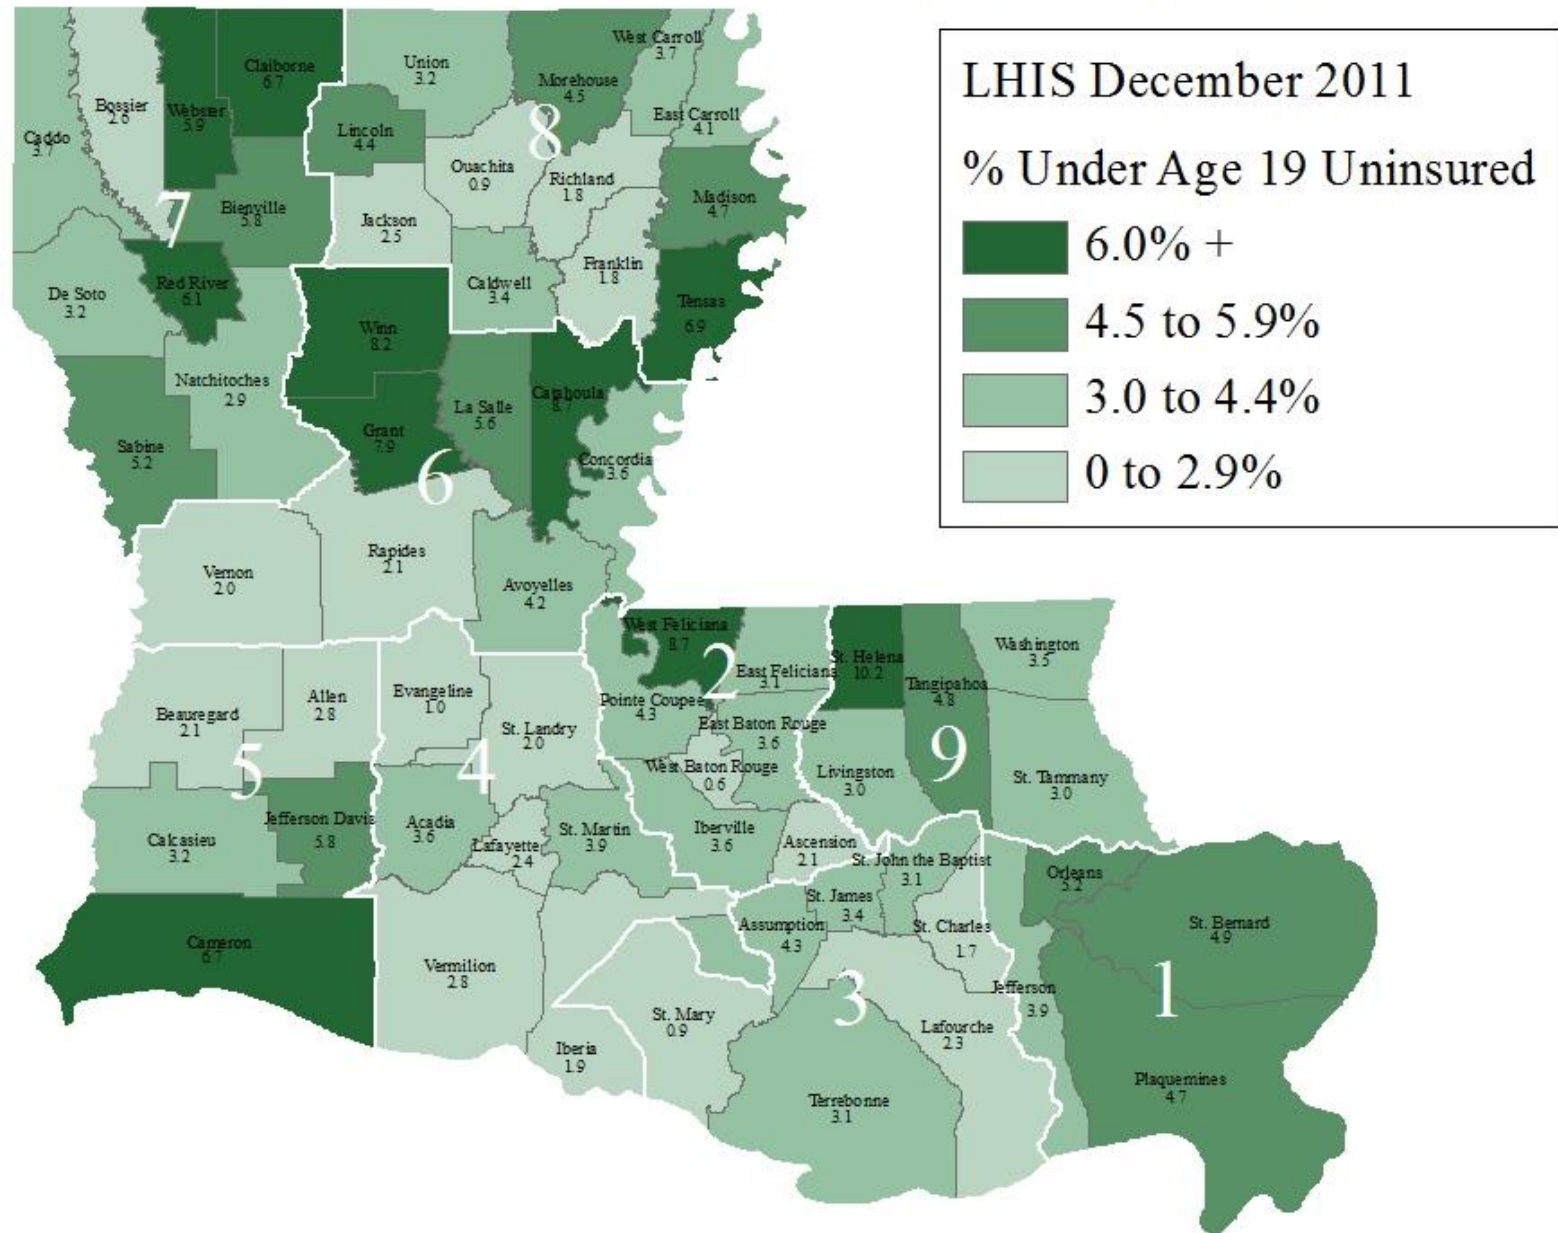 LHIS December 2011
% Under Age 19 Uninsured
6.0% +
4.5 to 5.9%
3.0 to 4.4%
0 to 2.9%
Caddo
3.7
Bossier
2.6
Webster
5.9
Claiborne
6.7
Bienville
5.8
7
De Soto
3.2
Red River
6.1
Natchitoches
2.9
Sabine
5.2
Union
3.2
Morehouse
4.5
West Carroll
3.7
East Carroll
4.1
Lincoln
4.4
8
Ouachita
0.9
Richland
1.8
Madison
4.7
Jackson
2.5
Caldwell
3.4
Franklin
1.8
Tensas
6.9
Winn
8.2
Grant
7.9
La Salle
5.6
Catahoula
8.7
Concordia
3.6
6
Vernon
2.0
Rapides
2.1
Avoyelles
4.2
Beauregard
2.1
Allen
2.8
5
Calcasieu
3.2
Jefferson Davis
5.8
Cameron
6.7
Evangeline
1.0
St. Landry
2.0
4
Acadia
3.6
Lafayette
2.4
St. Martin
3.9
Vermilion
2.8
Iberia
1.9
West Feliciana
8.7
2
East Feliciana
3.1
Pointe Coupee
4.3
East Baton Rouge
3.6
West Baton Rouge
0.6
Iberville
3.6
Ascension
2.1
St. Helena
10.2
Tangipahoa
4.8
Washington
3.5
9
Livingston
3.0
St. Tammany
3.0
St. John the Baptist
3.1
St. James
3.4
Assumption
4.3
St. Charles
1.7
3
St. Mary
0.9
Lafourche
2.3
Terrebonne
3.1
Orleans
5.2
St. Bernard
4.9
1
Jefferson
3.9
Plaquemines
4.7